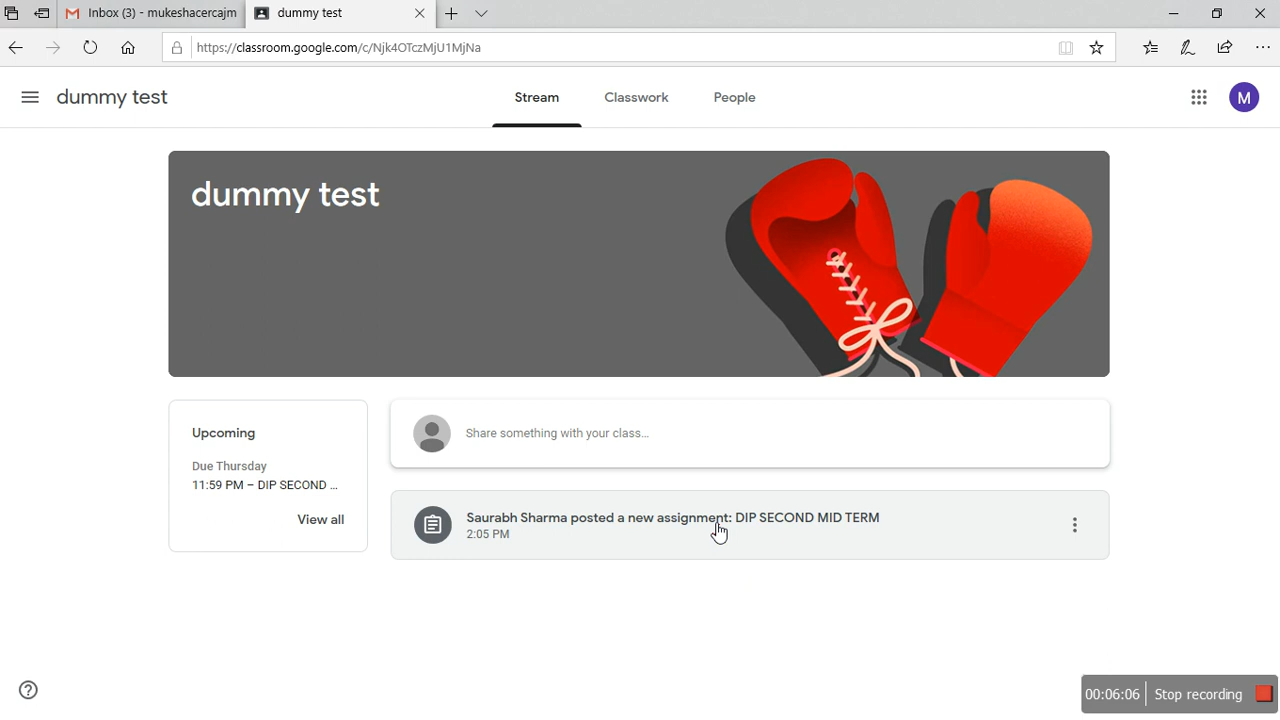 Inbox (3) - mukeshacercajm
dummy test
https://classroom.google.com/c/Njk4OTczMjU1MjNa
dummy test
Stream
Classwork
People
M
dummy test
Upcoming
Due Thursday
11:59 PM – DIP SECOND ...
View all
Share something with your class...
Saurabh Sharma posted a new assignment: DIP SECOND MID TERM
2:05 PM
00:06:06 Stop recording